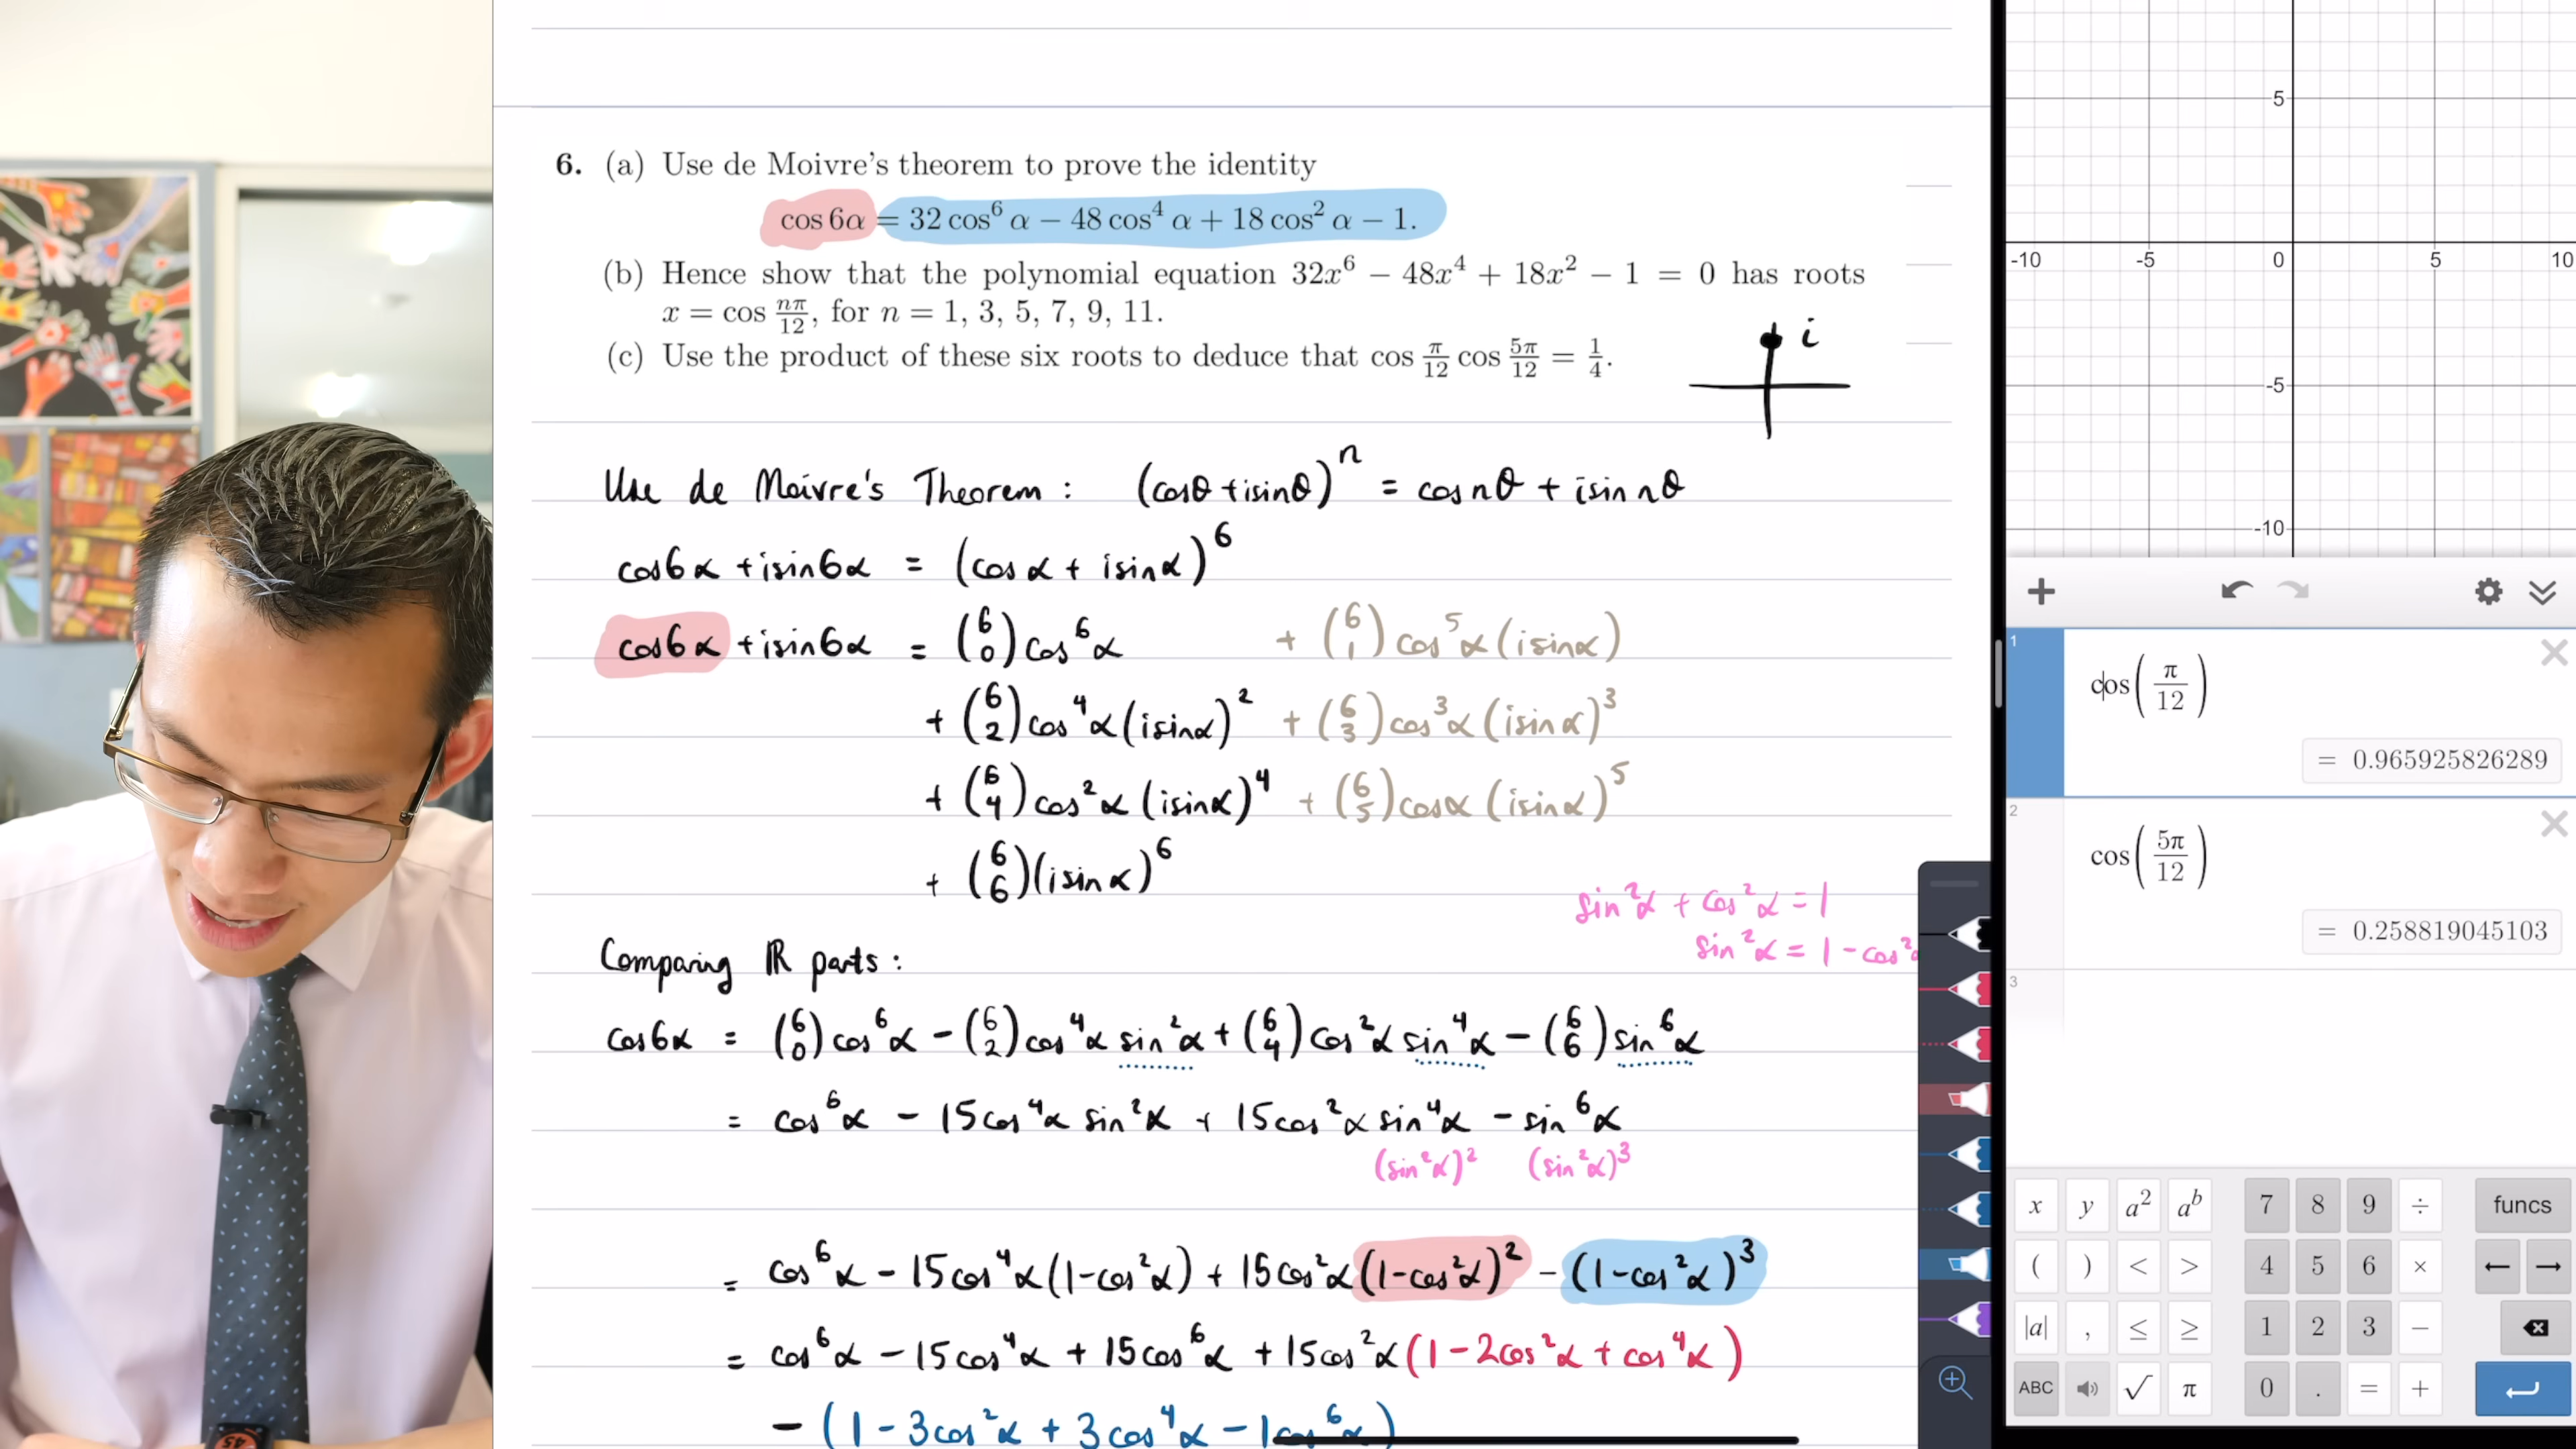 6. (a) Use de Moivre's theorem to prove the identity
cos 6α = 32 cos⁶ α − 48 cos⁴ α + 18 cos² α − 1.
(b) Hence show that the polynomial equation 32x⁶ − 48x⁴ + 18x² − 1 = 0 has roots
x = cos nπ/12, for n = 1, 3, 5, 7, 9, 11.
(c) Use the product of these six roots to deduce that cos π/12 cos 5π/12 = 1/4.
i
Use de Moivre's Theorem : (cosθ + isinθ)ⁿ = cos nθ + isin nθ
cos6α + isin6α = (cosα + isinα)⁶
cos6α + isin6α = (6 0) cos⁶α + (6 1) cos⁵α (isinα)
+ (6 2) cos⁴α (isinα)² + (6 3) cos³α (isinα)³
+ (6 4) cos²α (isinα)⁴ + (6 5) cosα (isinα)⁵
+ (6 6) (isinα)⁶
sin²α + cos²α = 1
sin²α = 1 − cos²
Comparing ℝ parts :
cos6α = (6 0) cos⁶α − (6 2) cos⁴α sin²α + (6 4) cos²α sin⁴α − (6 6) sin⁶α
= cos⁶α − 15cos⁴α sin²α + 15cos²α sin⁴α − sin⁶α
(sin²α)² (sin²α)³
= cos⁶α − 15cos⁴α (1−cos²α) + 15cos²α (1−cos²α)² − (1−cos²α)³
= cos⁶α − 15cos⁴α + 15cos⁶α + 15cos²α (1 − 2cos²α + cos⁴α)
− (1 − 3cos²α + 3cos⁴α − 1cos⁶α)
5
-10 -5 0 5 10
-5
-10
1
cos(π/12)
= 0.965925826289
2
cos(5π/12)
= 0.258819045103
3
x y a² aᵇ 7 8 9 ÷ funcs
( ) < > 4 5 6 × ← →
|a| , ≤ ≥ 1 2 3 −
ABC √ π 0 . = +
45